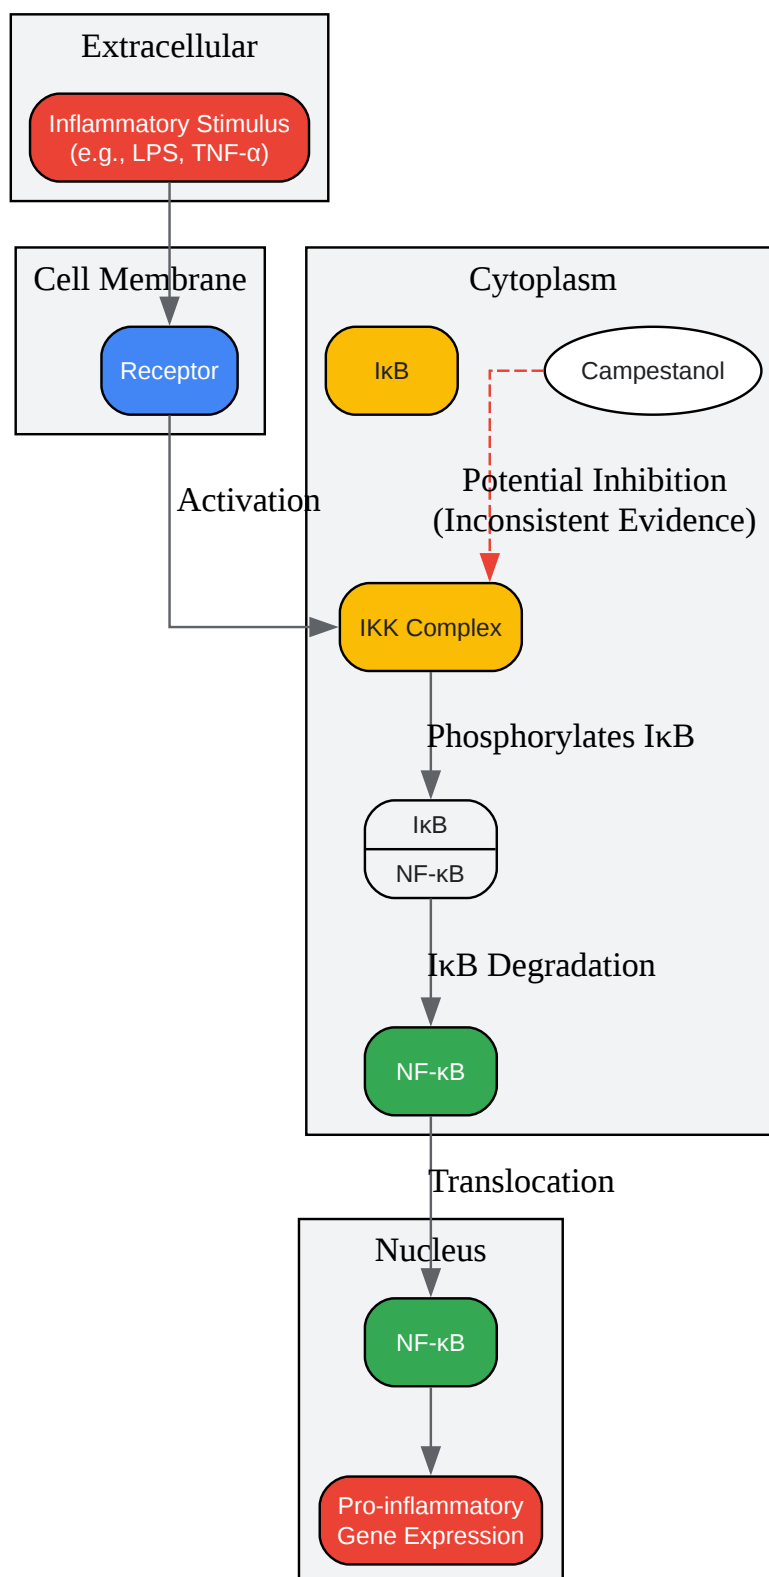 Extracellular
Inflammatory Stimulus
(e.g., LPS, TNF-α)
Cell Membrane
Receptor
Cytoplasm
IκB
Campestanol
Activation
Potential Inhibition
(Inconsistent Evidence)
IKK Complex
Phosphorylates IκB
IκB
NF-κB
IκB Degradation
NF-κB
Translocation
Nucleus
NF-κB
Pro-inflammatory
Gene Expression